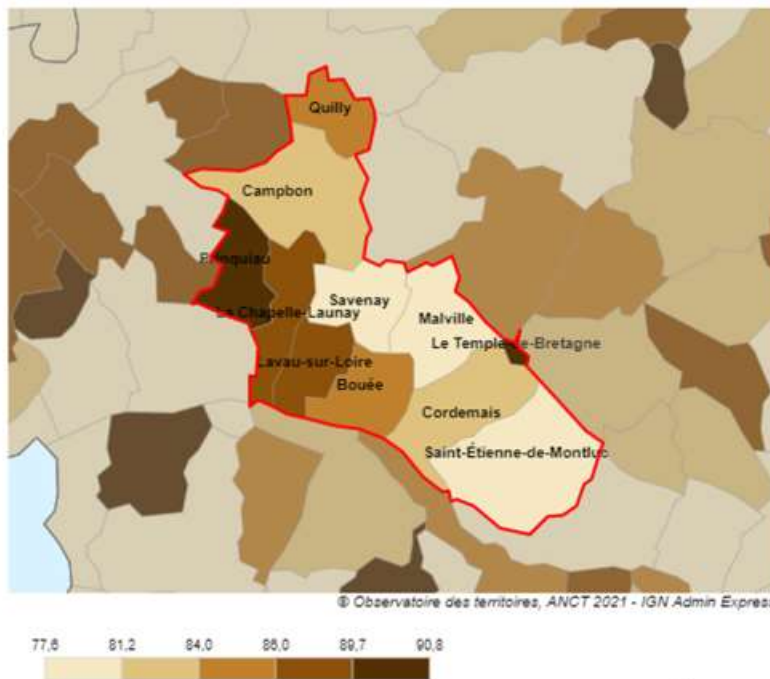 Quilly
Campbon
Prinquiau
Savenay
La Chapelle-Launay
Malville
Le Temple-de-Bretagne
Lavau-sur-Loire
Bouée
Cordemais
Saint-Étienne-de-Montluc
© Observatoire des territoires, ANCT 2021 - IGN Admin Express
77,6 81,2 84,0 86,0 89,7 90,8